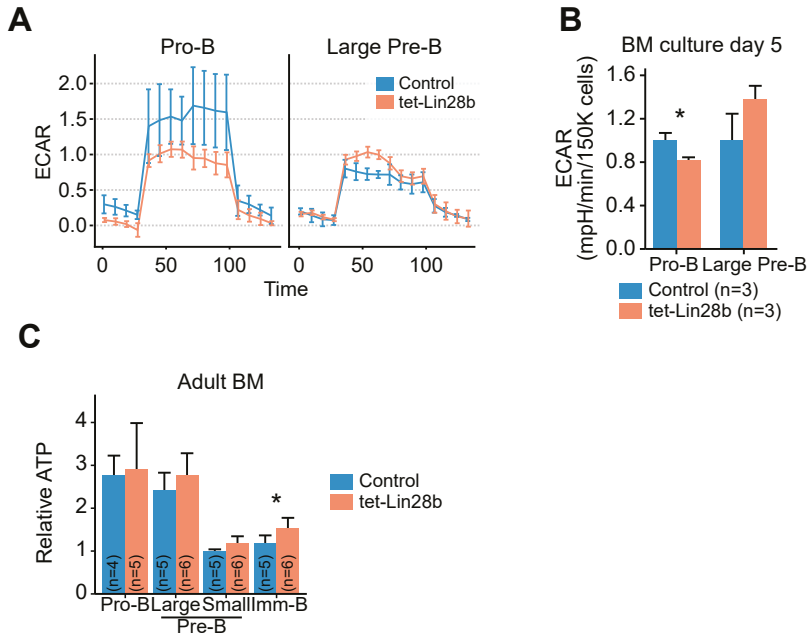 A
Pro-B
Large Pre-B
2.0
1.5
1.0
0.5
0.0
ECAR
Control
tet-Lin28b
0 50 100 0 50 100
Time
B
BM culture day 5
1.6
1.2
0.8
0.4
0.0
ECAR
(mpH/min/150K cells)
*
Pro-B Large Pre-B
Control (n=3)
tet-Lin28b (n=3)
C
Adult BM
4
3
2
1
0
Relative ATP
*
Control
tet-Lin28b
(n=4) (n=5) (n=5) (n=6) (n=5) (n=6) (n=5) (n=6)
Pro-B Large Small Imm-B
Pre-B